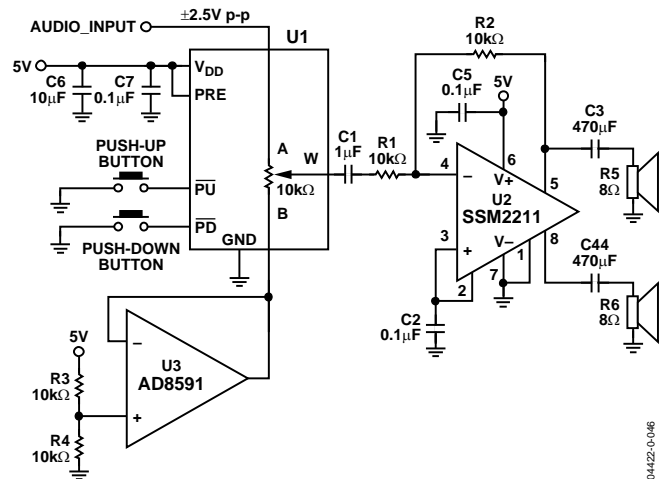 AUDIO_INPUT
±2.5V p-p
U1
5V
C6
10µF
C7
0.1µF
VDD
PRE
PUSH-UP
BUTTON
PU
PD
PUSH-DOWN
BUTTON
GND
A
W
10kΩ
B
C1
1µF
R1
10kΩ
R2
10kΩ
C5
0.1µF
5V
6
4
–
V+
U2
SSM2211
5
8
3
+
V–
1
2
7
C2
0.1µF
C3
470µF
R5
8Ω
C44
470µF
R6
8Ω
5V
R3
10kΩ
R4
10kΩ
–
U3
AD8591
+
04422-0-046